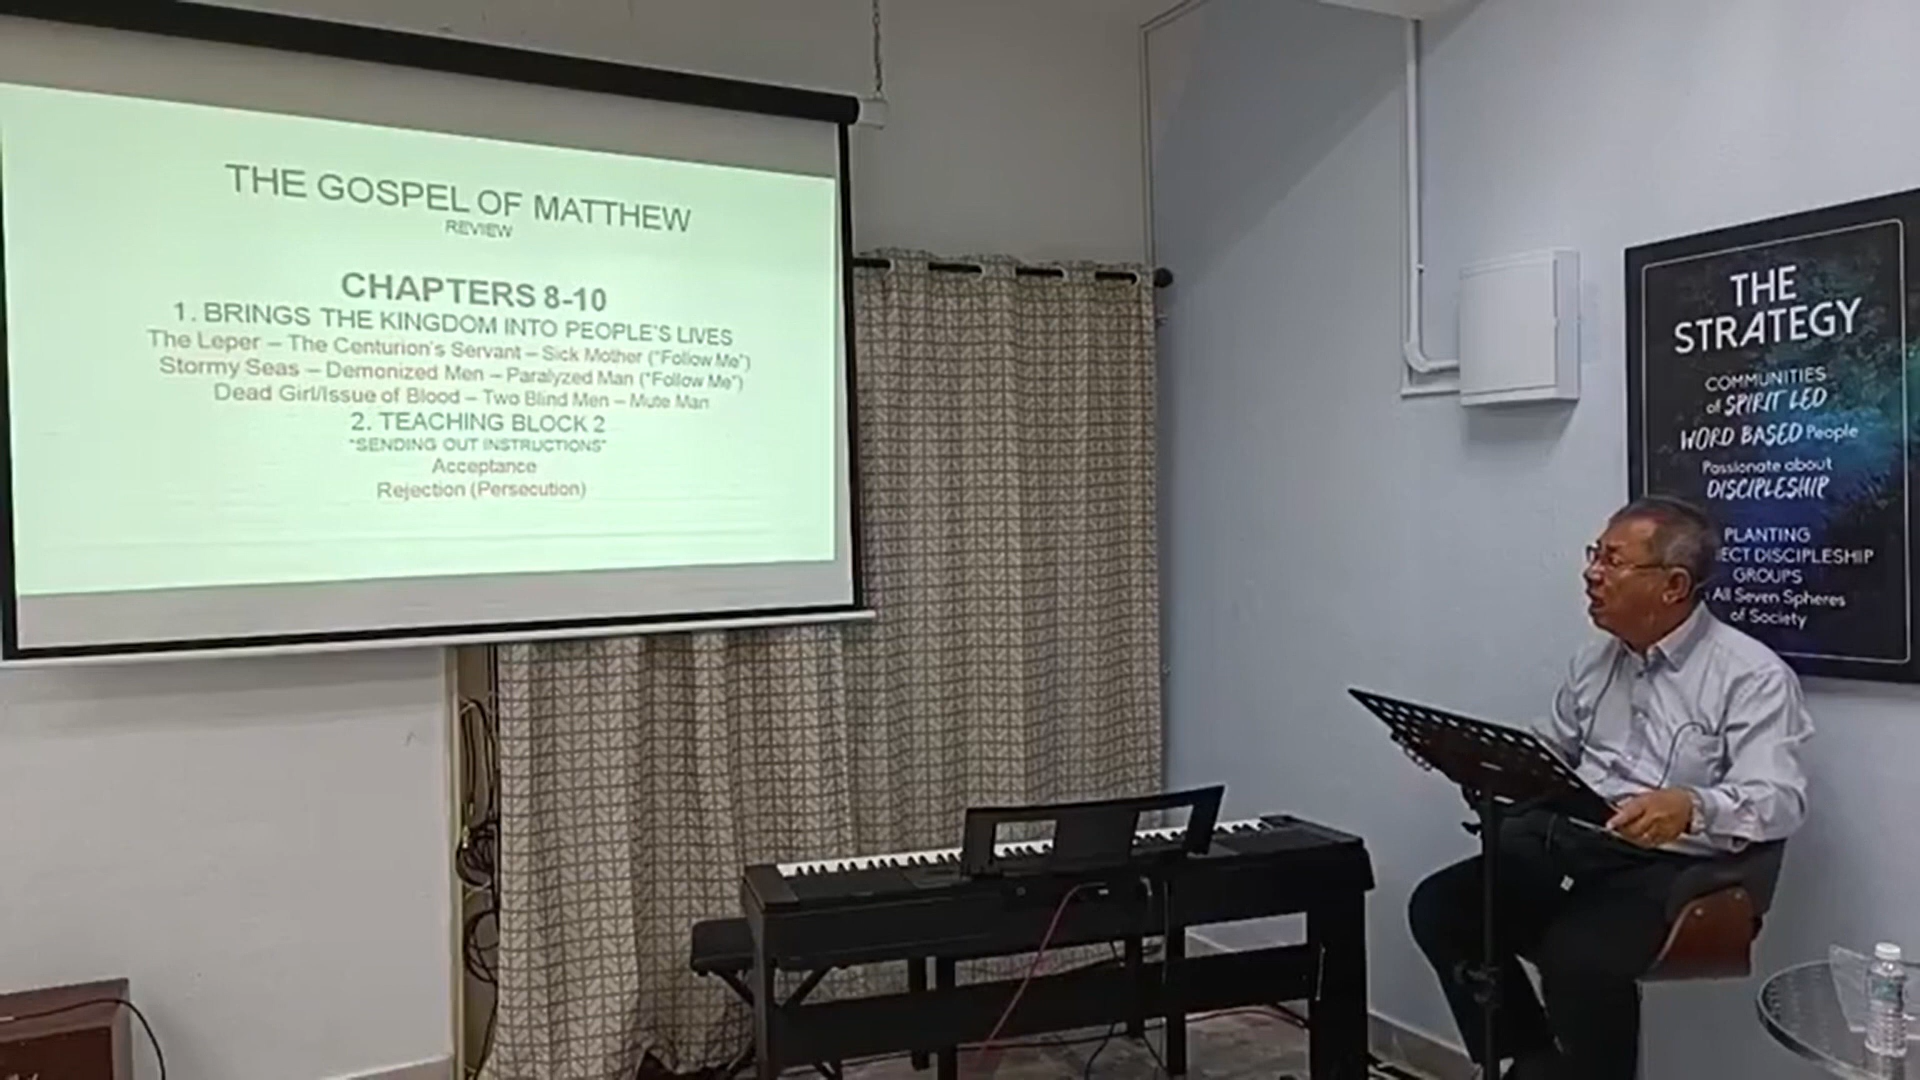 THE GOSPEL OF MATTHEW
REVIEW
CHAPTERS 8-10
1. BRINGS THE KINGDOM INTO PEOPLE'S LIVES
The Leper – The Centurion's Servant – Sick Mother ("Follow Me")
Stormy Seas – Demonized Men – Paralyzed Man ("Follow Me")
Dead Girl/Issue of Blood – Two Blind Men – Mute Man
2. TEACHING BLOCK 2
"SENDING OUT INSTRUCTIONS"
Acceptance
Rejection (Persecution)
THE
STRATEGY
COMMUNITIES
of SPIRIT LED
WORD BASED People
Passionate about
DISCIPLESHIP
PLANTING
ECT DISCIPLESHIP
GROUPS
All Seven Spheres
of Society